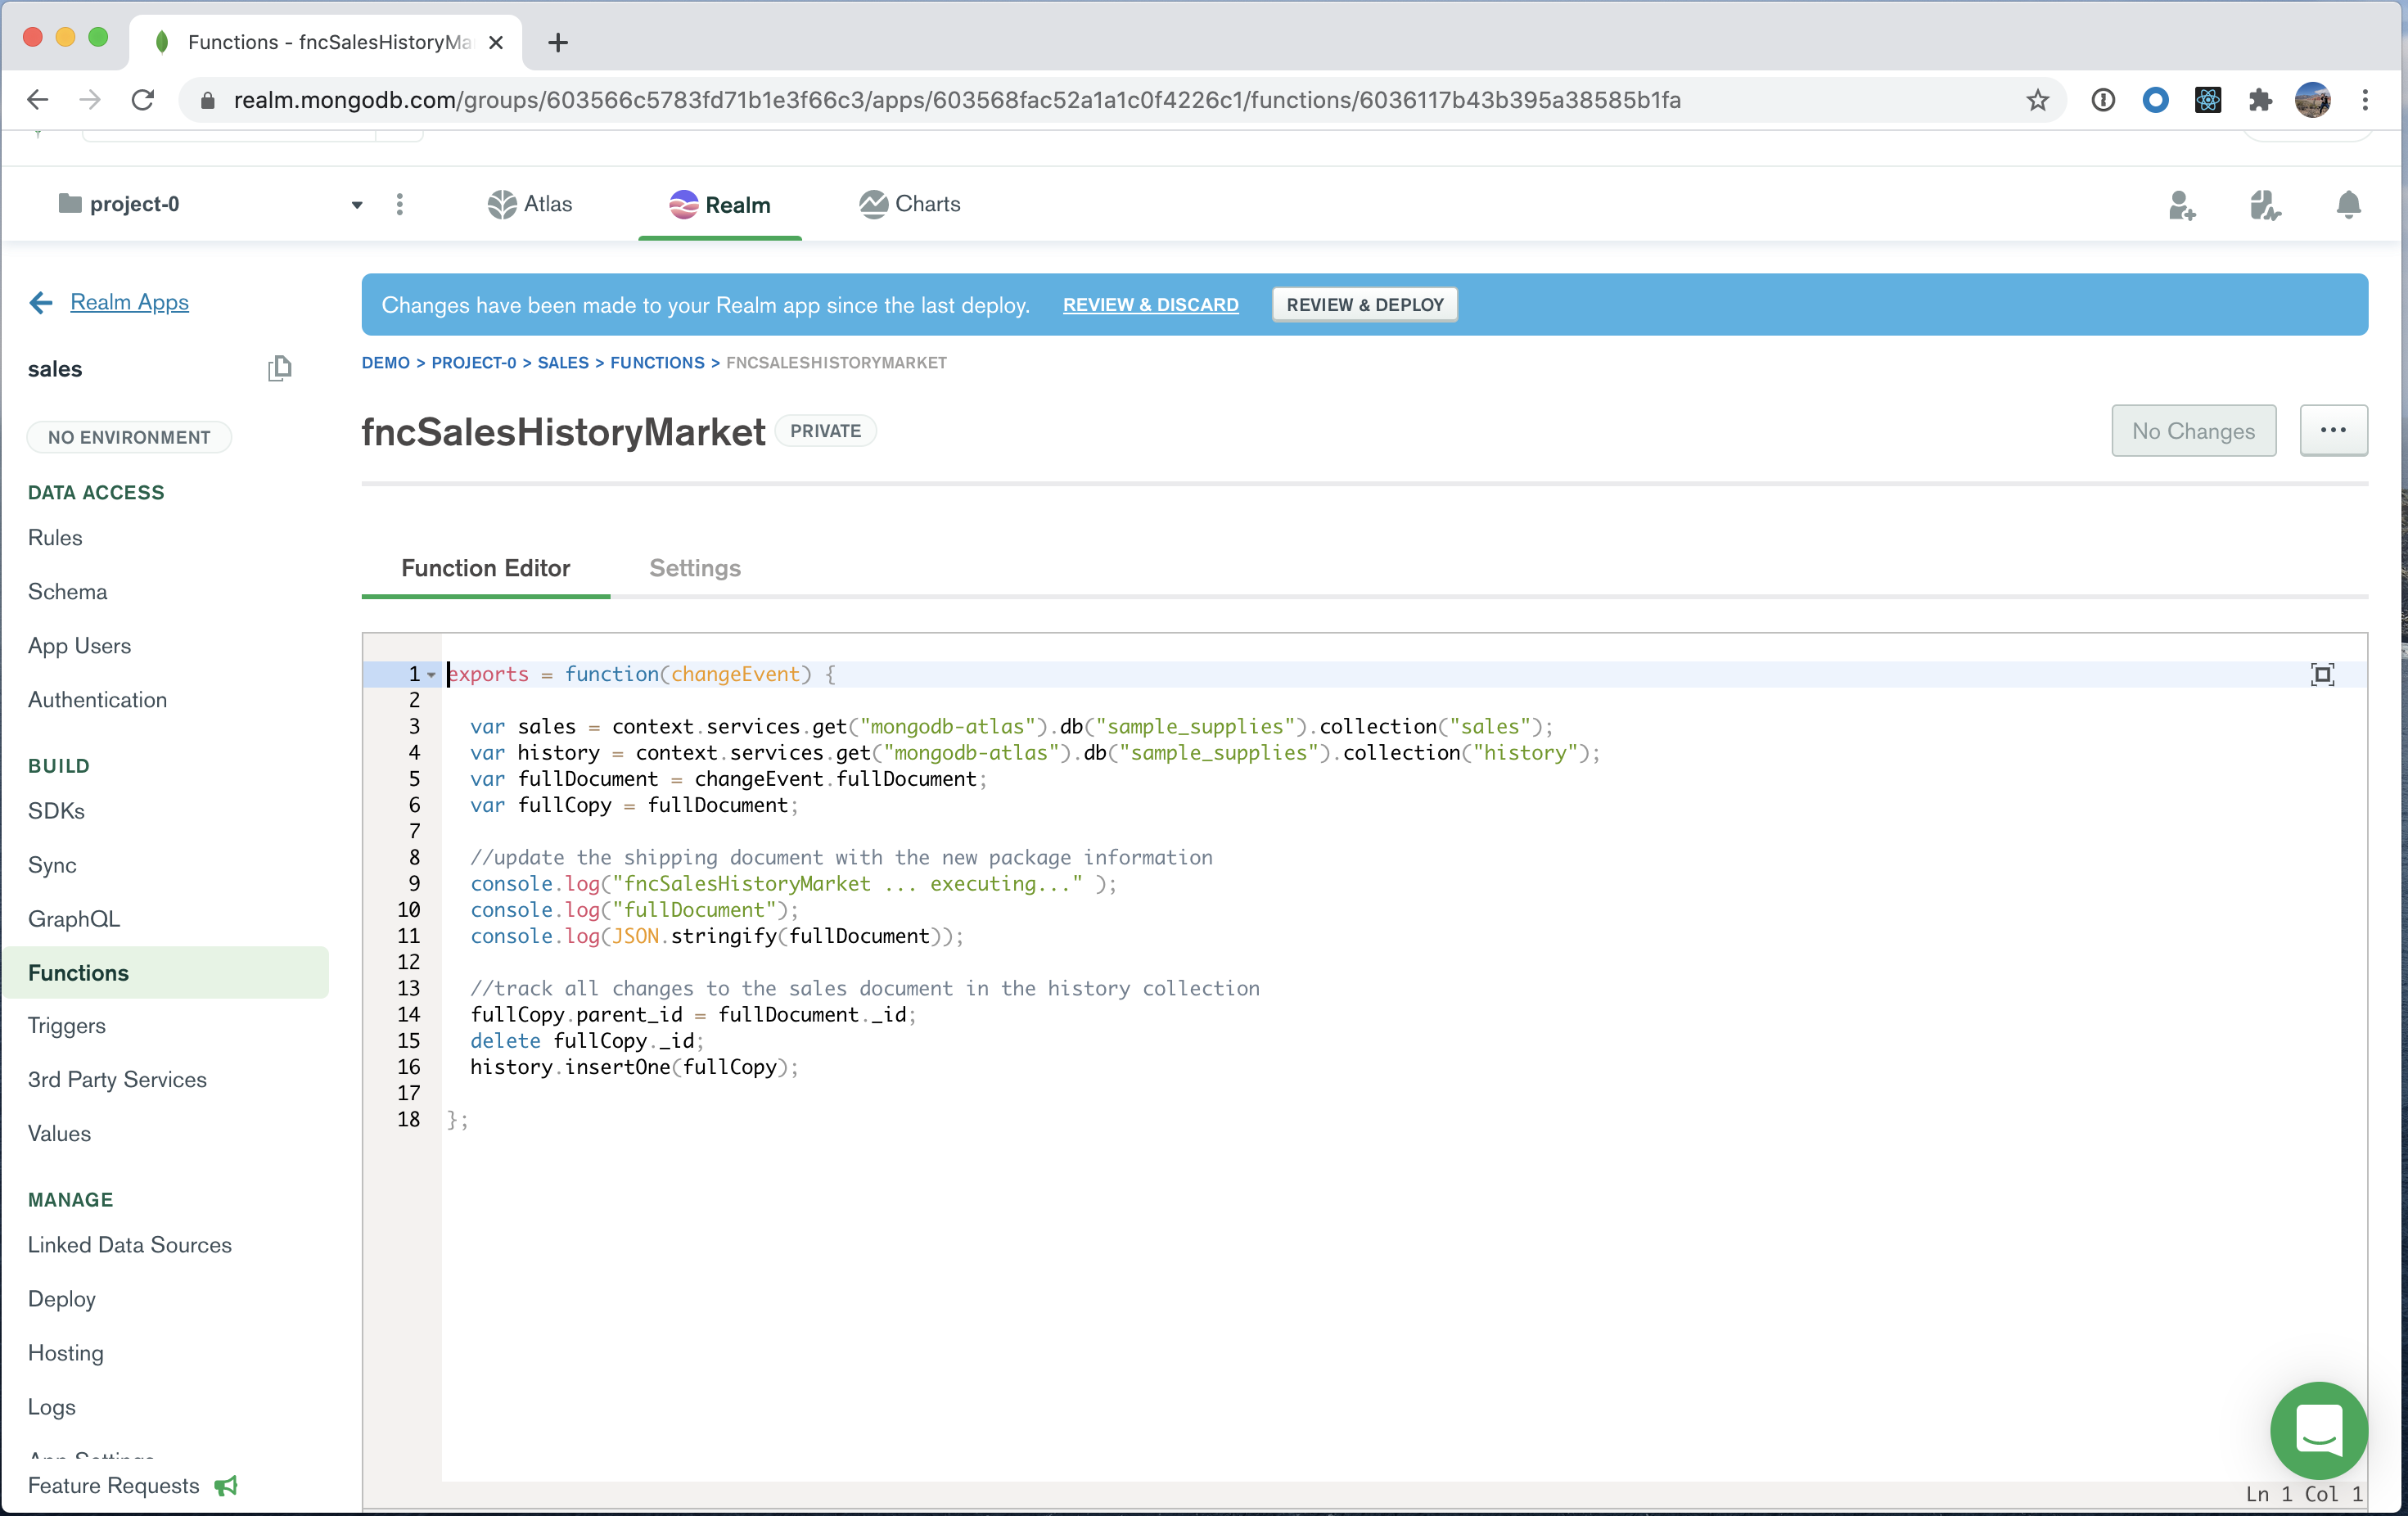 Functions - fncSalesHistoryMa
realm.mongodb.com/groups/603566c5783fd71b1e3f66c3/apps/603568fac52a1a1c0f4226c1/functions/6036117b43b395a38585b1fa
project-0
Atlas
Realm
Charts
Realm Apps
Changes have been made to your Realm app since the last deploy. REVIEW & DISCARD REVIEW & DEPLOY
sales
DEMO > PROJECT-0 > SALES > FUNCTIONS > FNCSALESHISTORYMARKET
NO ENVIRONMENT
fncSalesHistoryMarket PRIVATE
No Changes
DATA ACCESS
Rules
Schema
App Users
Authentication
BUILD
SDKs
Sync
GraphQL
Functions
Triggers
3rd Party Services
Values
MANAGE
Linked Data Sources
Deploy
Hosting
Logs
App Settings
Feature Requests
Function Editor Settings
1 exports = function(changeEvent) {
2
3 var sales = context.services.get("mongodb-atlas").db("sample_supplies").collection("sales");
4 var history = context.services.get("mongodb-atlas").db("sample_supplies").collection("history");
5 var fullDocument = changeEvent.fullDocument;
6 var fullCopy = fullDocument;
7
8 //update the shipping document with the new package information
9 console.log("fncSalesHistoryMarket ... executing..." );
10 console.log("fullDocument");
11 console.log(JSON.stringify(fullDocument));
12
13 //track all changes to the sales document in the history collection
14 fullCopy.parent_id = fullDocument._id;
15 delete fullCopy._id;
16 history.insertOne(fullCopy);
17
18 };
Ln 1 Col 1